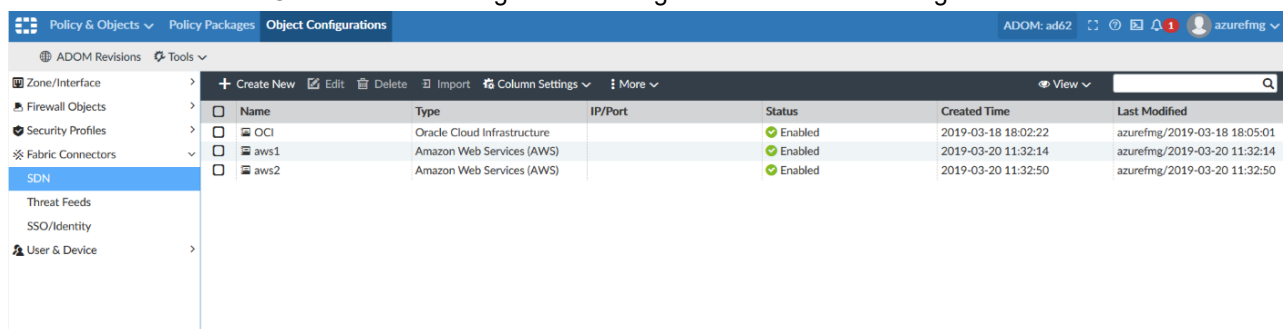 Policy & Objects Policy Packages Object Configurations ADOM: ad62 1 azurefmg
ADOM Revisions Tools
Zone/Interface
Firewall Objects
Security Profiles
Fabric Connectors
SDN
Threat Feeds
SSO/Identity
User & Device
+ Create New Edit Delete Import Column Settings More View
Name Type IP/Port Status Created Time Last Modified
OCI Oracle Cloud Infrastructure Enabled 2019-03-18 18:02:22 azurefmg/2019-03-18 18:05:01
aws1 Amazon Web Services (AWS) Enabled 2019-03-20 11:32:14 azurefmg/2019-03-20 11:32:14
aws2 Amazon Web Services (AWS) Enabled 2019-03-20 11:32:50 azurefmg/2019-03-20 11:32:50